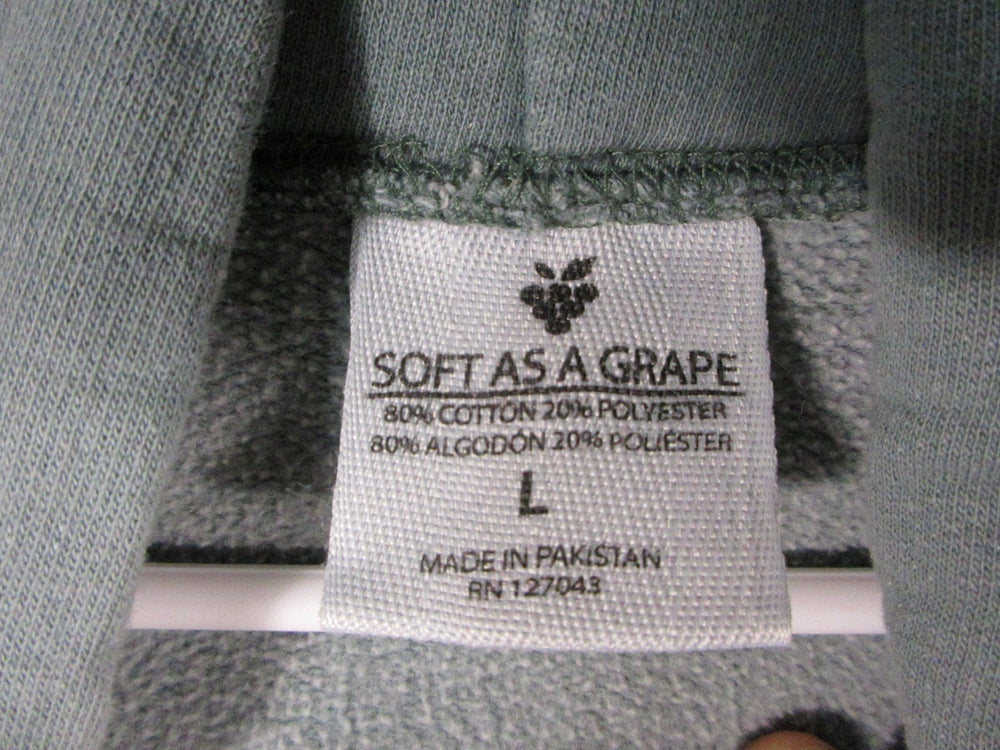 SOFT AS A GRAPE
80% COTTON 20% POLYESTER
80% ALGODÓN 20% POLIÉSTER
L
MADE IN PAKISTAN
RN 127043